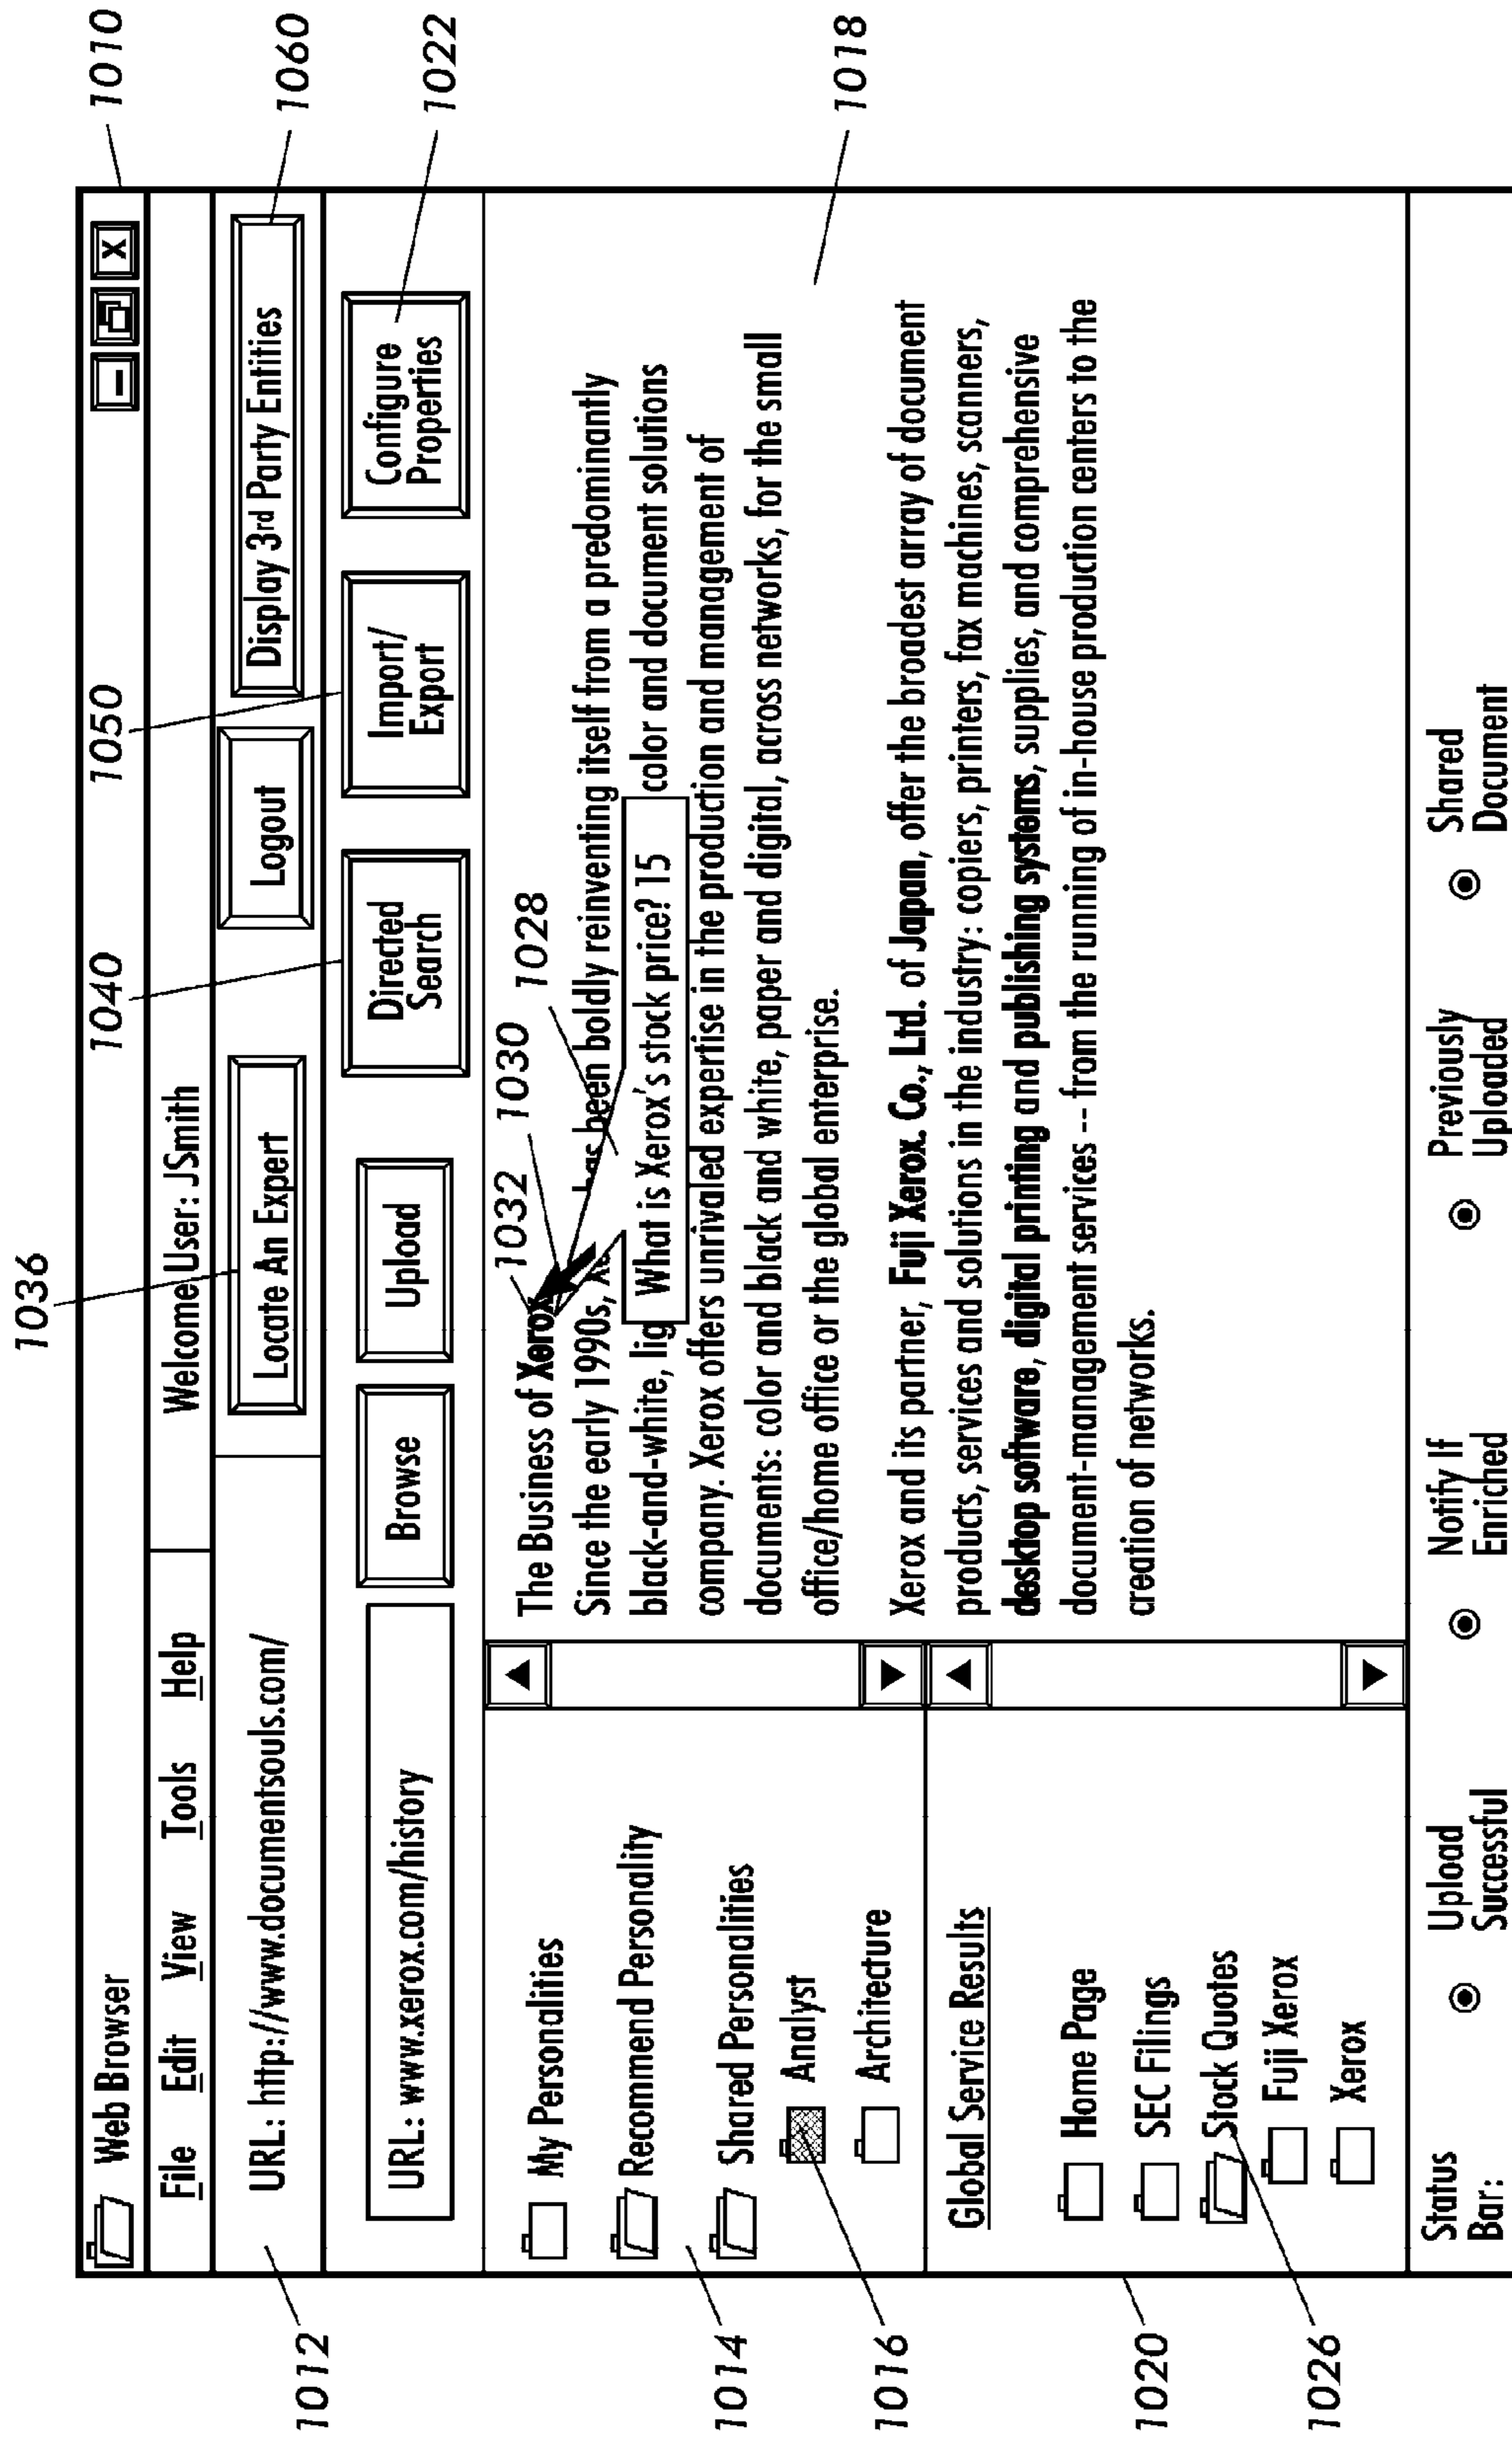 1036
1040
1050
1010
Web Browser
X
File Edit View Tools Help
Welcome User: JSmith
1060
1012
URL: http://www.documentsouls.com/
Locate An Expert
Logout
Display 3rd Party Entities
1022
URL: www.xerox.com/history
Browse
Upload
Directed
Search
Import/
Export
Configure
Properties
1032
1030
1028
1018
1014
1016
My Personalities
Recommend Personality
Shared Personalities
Analyst
Architecture
1020
1026
Global Service Results
Home Page
SEC Filings
Stock Quotes
Fuji Xerox
Xerox
The Business of Xerox
Since the early 1990s, has been boldly reinventing itself from a predominantly
black-and-white, color and document solutions
What is Xerox's stock price? 15
company. Xerox offers unrivaled expertise in the production and management of
documents: color and black and white, paper and digital, across networks, for the small
office/home office or the global enterprise.
Xerox and its partner, Fuji Xerox. Co., Ltd. of Japan, offer the broadest array of document
products, services and solutions in the industry: copiers, printers, fax machines, scanners,
desktop software, digital printing and publishing systems, supplies, and comprehensive
document-management services -- from the running of in-house production centers to the
creation of networks.
Status
Bar:
Upload
Successful
Notify If
Enriched
Previously
Uploaded
Shared
Document